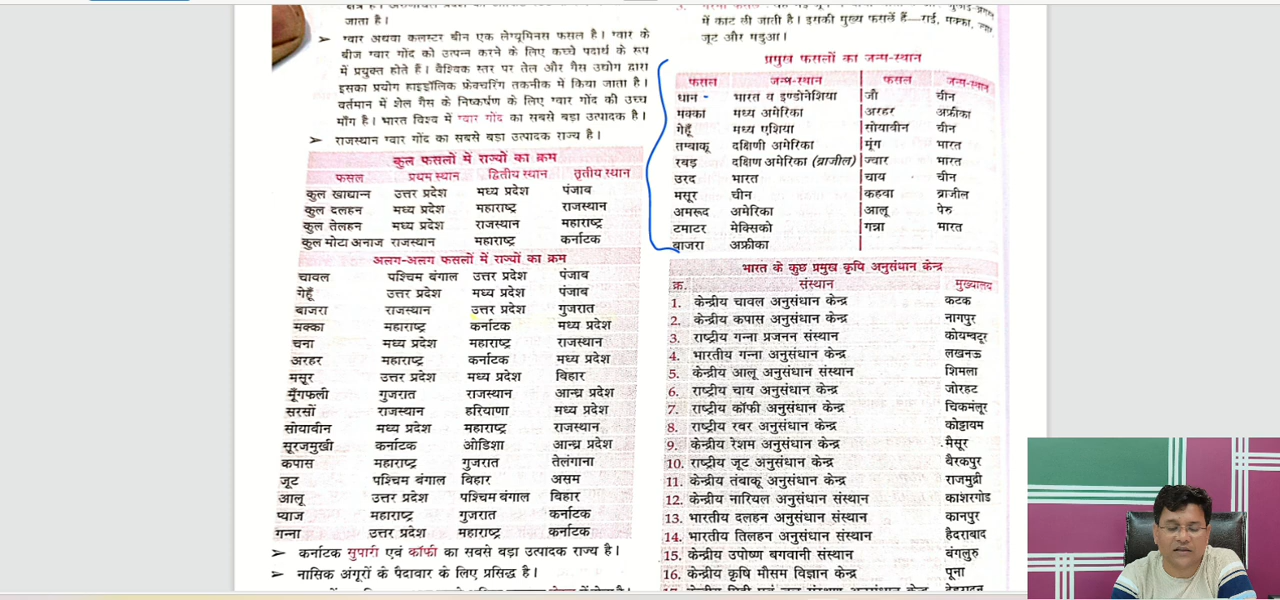 जाता है।
➢ ग्वार अथवा कलस्टर बीन एक लेग्यूमिनस फसल है। ग्वार के
बीज ग्वार गोंद को उत्पन्न करने के लिए कच्चे पदार्थ के रूप
में प्रयुक्त होते हैं। वैश्विक स्तर पर तेल और गैस उद्योग द्वारा
इसका प्रयोग हाइड्रॉलिक फ्रेक्चरिंग तकनीक में किया जाता है।
वर्तमान में शेल गैस के निष्कर्षण के लिए ग्वार गोंद की उच्च
माँग है। भारत विश्व में ग्वार गोंद का सबसे बड़ा उत्पादक है।
➢ राजस्थान ग्वार गोंद का सबसे बड़ा उत्पादक राज्य है।
कुल फसलों में राज्यों का क्रम
फसल प्रथम स्थान द्वितीय स्थान तृतीय स्थान
कुल खाद्यान्न उत्तर प्रदेश मध्य प्रदेश पंजाब
कुल दलहन मध्य प्रदेश महाराष्ट्र राजस्थान
कुल तेलहन मध्य प्रदेश राजस्थान महाराष्ट्र
कुल मोटा अनाज राजस्थान महाराष्ट्र कर्नाटक
अलग-अलग फसलों में राज्यों का क्रम
चावल पश्चिम बंगाल उत्तर प्रदेश पंजाब
गेहूँ उत्तर प्रदेश मध्य प्रदेश पंजाब
बाजरा राजस्थान उत्तर प्रदेश गुजरात
मक्का महाराष्ट्र कर्नाटक मध्य प्रदेश
चना मध्य प्रदेश महाराष्ट्र राजस्थान
अरहर महाराष्ट्र कर्नाटक मध्य प्रदेश
मसूर उत्तर प्रदेश मध्य प्रदेश बिहार
मूँगफली गुजरात राजस्थान आन्ध्र प्रदेश
सरसों राजस्थान हरियाणा मध्य प्रदेश
सोयाबीन मध्य प्रदेश महाराष्ट्र राजस्थान
सूरजमुखी कर्नाटक ओडिशा आन्ध्र प्रदेश
कपास महाराष्ट्र गुजरात तेलंगाना
जूट पश्चिम बंगाल बिहार असम
आलू उत्तर प्रदेश पश्चिम बंगाल बिहार
प्याज महाराष्ट्र गुजरात कर्नाटक
गन्ना उत्तर प्रदेश महाराष्ट्र कर्नाटक
➢ कर्नाटक सुपारी एवं कॉफी का सबसे बड़ा उत्पादक राज्य है।
➢ नासिक अंगूरों के पैदावार के लिए प्रसिद्ध है।
में काट ली जाती है। इसकी मुख्य फसलें हैं—राई, मक्का, ज्वार
जूट और मडुआ।
प्रमुख फसलों का जन्म-स्थान
फसल जन्म-स्थान फसल जन्म-स्थान
धान भारत व इण्डोनेशिया जौ चीन
मक्का मध्य अमेरिका अरहर अफ्रीका
गेहूँ मध्य एशिया सोयाबीन चीन
तम्बाकू दक्षिणी अमेरिका मूंग भारत
रबड़ दक्षिण अमेरिका (ब्राजील) ज्वार भारत
उरद भारत चाय चीन
मसूर चीन कहवा ब्राजील
अमरूद अमेरिका आलू पेरु
टमाटर मेक्सिको गन्ना भारत
बाजरा अफ्रीका
भारत के कुछ प्रमुख कृषि अनुसंधान केन्द्र
क्र. संस्थान मुख्यालय
1. केन्द्रीय चावल अनुसंधान केन्द्र कटक
2. केन्द्रीय कपास अनुसंधान केन्द्र नागपुर
3. राष्ट्रीय गन्ना प्रजनन संस्थान कोयम्बटूर
4. भारतीय गन्ना अनुसंधान केन्द्र लखनऊ
5. केन्द्रीय आलू अनुसंधान संस्थान शिमला
6. राष्ट्रीय चाय अनुसंधान केन्द्र जोरहट
7. राष्ट्रीय कॉफी अनुसंधान केन्द्र चिकमंलूर
8. राष्ट्रीय रबर अनुसंधान केन्द्र कोट्टायम
9. केन्द्रीय रेशम अनुसंधान केन्द्र मैसूर
10. राष्ट्रीय जूट अनुसंधान केन्द्र बैरकपुर
11. केन्द्रीय तंबाकू अनुसंधान केन्द्र राजमुद्री
12. केन्द्रीय नारियल अनुसंधान संस्थान काशरगोड
13. भारतीय दलहन अनुसंधान संस्थान कानपुर
14. भारतीय तिलहन अनुसंधान संस्थान हैदराबाद
15. केन्द्रीय उपोष्ण बागवानी संस्थान बंगलुरु
16. केन्द्रीय कृषि मौसम विज्ञान केन्द्र पूना